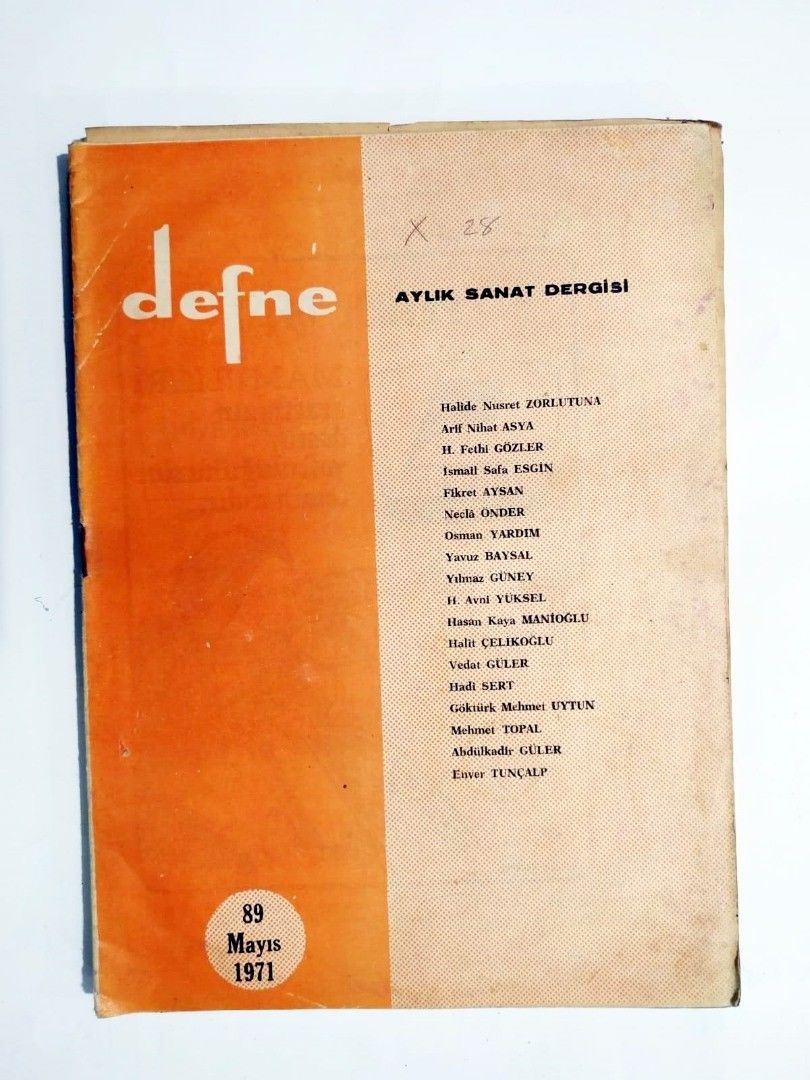 defne
x 28
AYLIK SANAT DERGİSİ
Halide Nusret ZORLUTUNA
Arif Nihat ASYA
H. Fethi GÖZLER
İsmail Safa ESGİN
Fikret AYSAN
Neclâ ÖNDER
Osman YARDIM
Yavuz BAYSAL
Yılmaz GÜNEY
H. Avni YÜKSEL
Hasan Kaya MANİOĞLU
Halit ÇELİKOĞLU
Vedat GÜLER
Hadi SERT
Göktürk Mehmet UYTUN
Mehmet TOPAL
Abdülkadir GÜLER
Enver TUNÇALP
89
Mayıs
1971